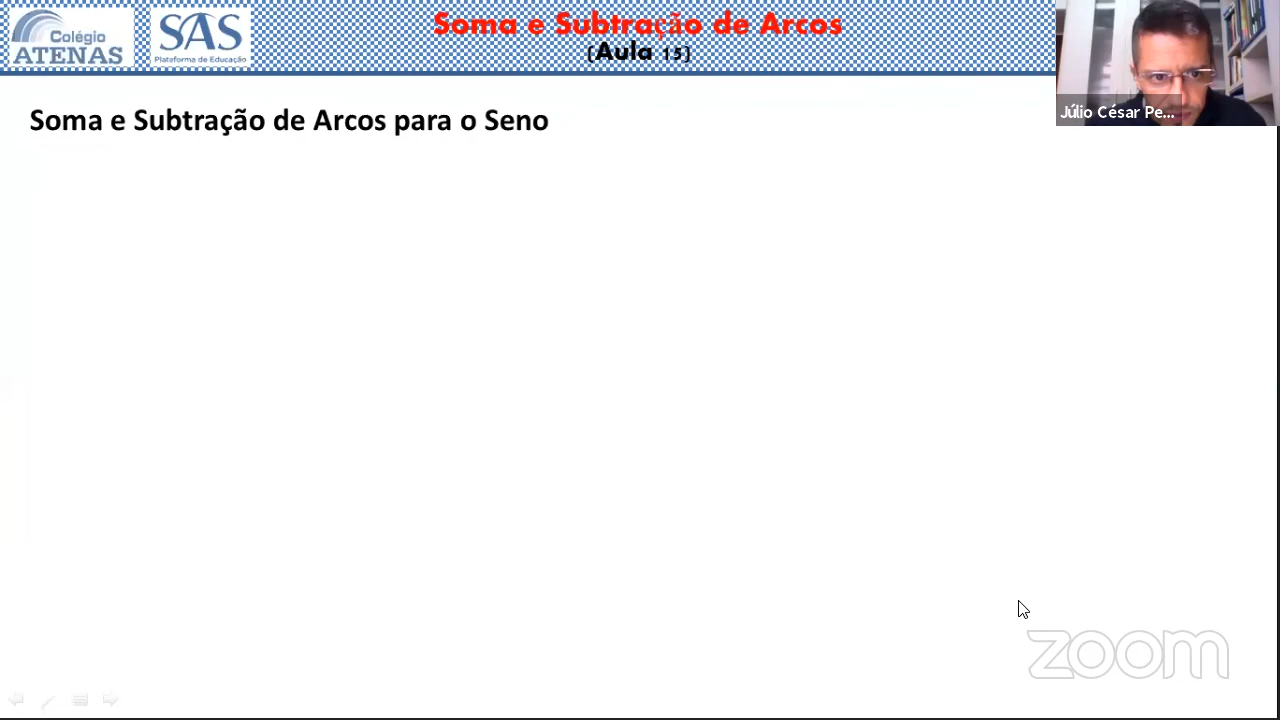 Colégio
ATENAS
SAS
Plataforma de Educação
Soma e Subtração de Arcos
(Aula 15)
Júlio César Pe...
Soma e Subtração de Arcos para o Seno
zoom